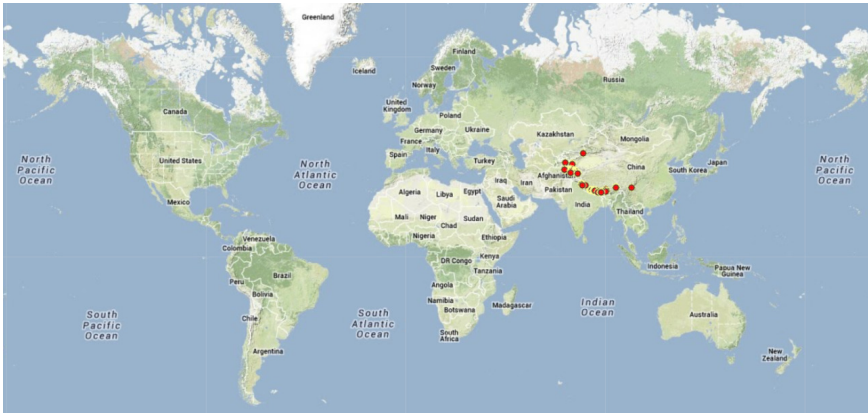 Greenland
Iceland
Finland
Sweden
Norway
Russia
United
Kingdom
Poland
Canada
Germany
Ukraine
Kazakhstan
Mongolia
France
Italy
Spain
Turkey
North
Pacific
Ocean
United States
North
Atlantic
Ocean
China
South Korea
Japan
North
Pacific
Ocean
Afghanistan
Iraq
Iran
Pakistan
Algeria
Libya
Egypt
Saudi
Arabia
India
Mexico
Mali
Niger
Sudan
Chad
Thailand
Nigeria
Ethiopia
Venezuela
Colombia
Kenya
DR Congo
Tanzania
Indonesia
Papua New
Guinea
Brazil
Peru
Bolivia
Angola
Namibia
Botswana
Madagascar
Indian
Ocean
South
Pacific
Ocean
Chile
South
Atlantic
Ocean
Australia
South
Africa
Argentina
New
Zealand